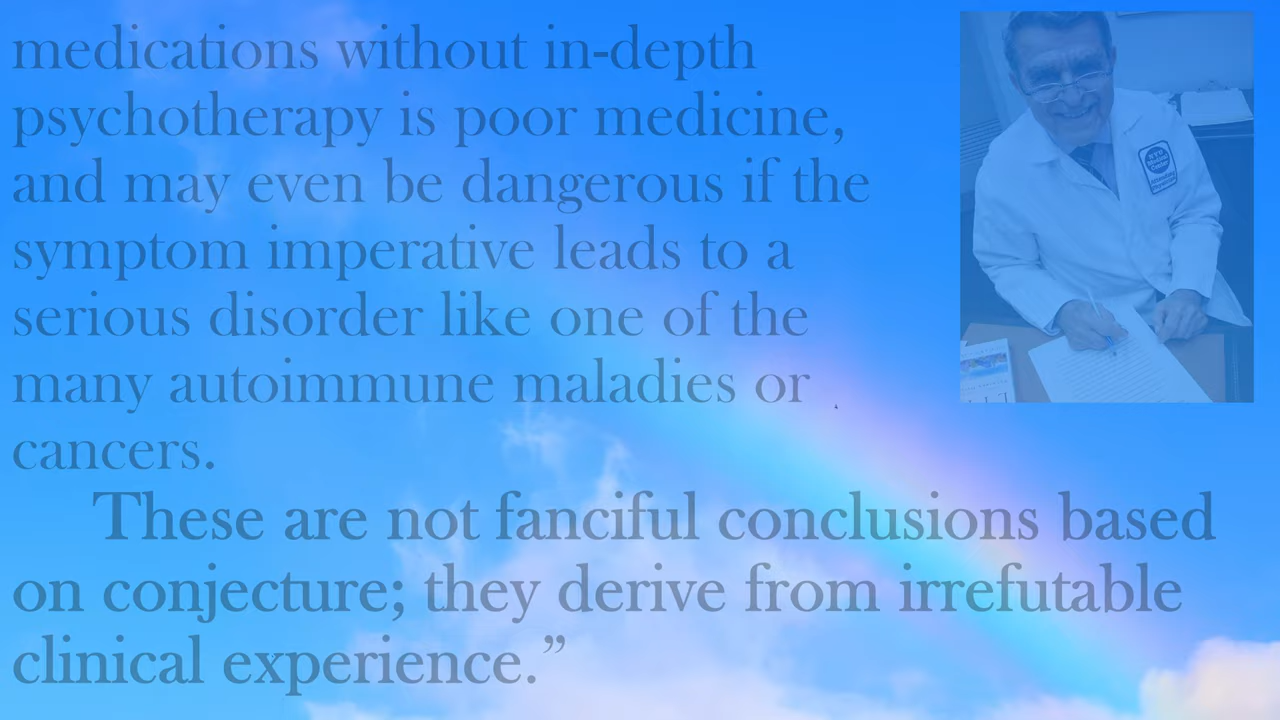 medications without in-depth
psychotherapy is poor medicine,
and may even be dangerous if the
symptom imperative leads to a
serious disorder like one of the
many autoimmune maladies or
cancers.
These are not fanciful conclusions based
on conjecture; they derive from irrefutable
clinical experience.”
Attending
Physician